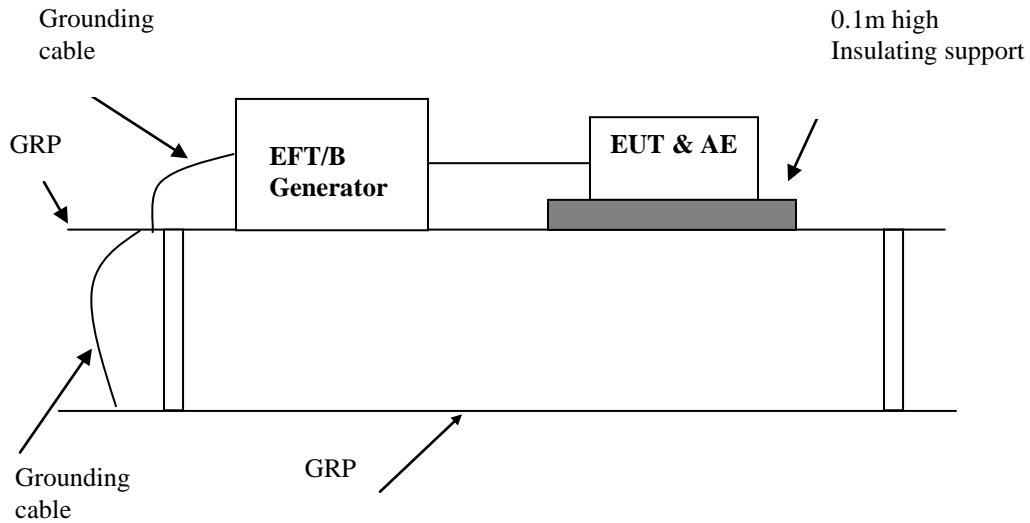 Grounding
cable
0.1m high
Insulating support
GRP
EFT/B
Generator
EUT & AE
GRP
Grounding
cable